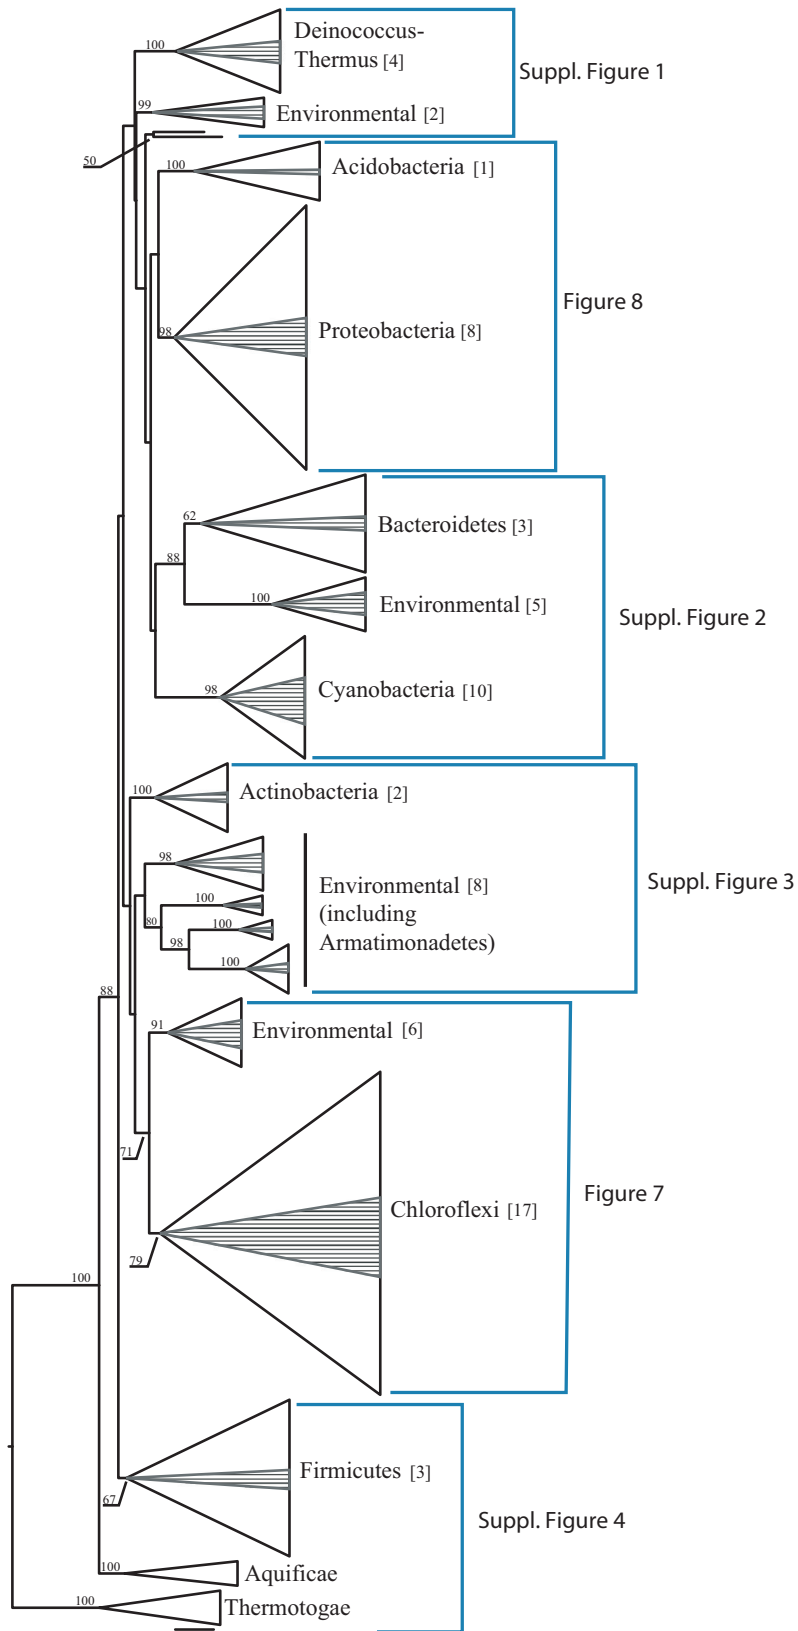 100
Deinococcus-
Thermus [4]
Suppl. Figure 1
99
Environmental [2]
50
100
Acidobacteria [1]
Figure 8
98
Proteobacteria [8]
62
Bacteroidetes [3]
88
100
Environmental [5]
Suppl. Figure 2
98
Cyanobacteria [10]
100
Actinobacteria [2]
98
Suppl. Figure 3
Environmental [8]
(including
Armatimonadetes)
100
80
100
98
100
88
91
Environmental [6]
71
Figure 7
Chloroflexi [17]
79
100
Firmicutes [3]
67
Suppl. Figure 4
100
Aquificae
100
Thermotogae